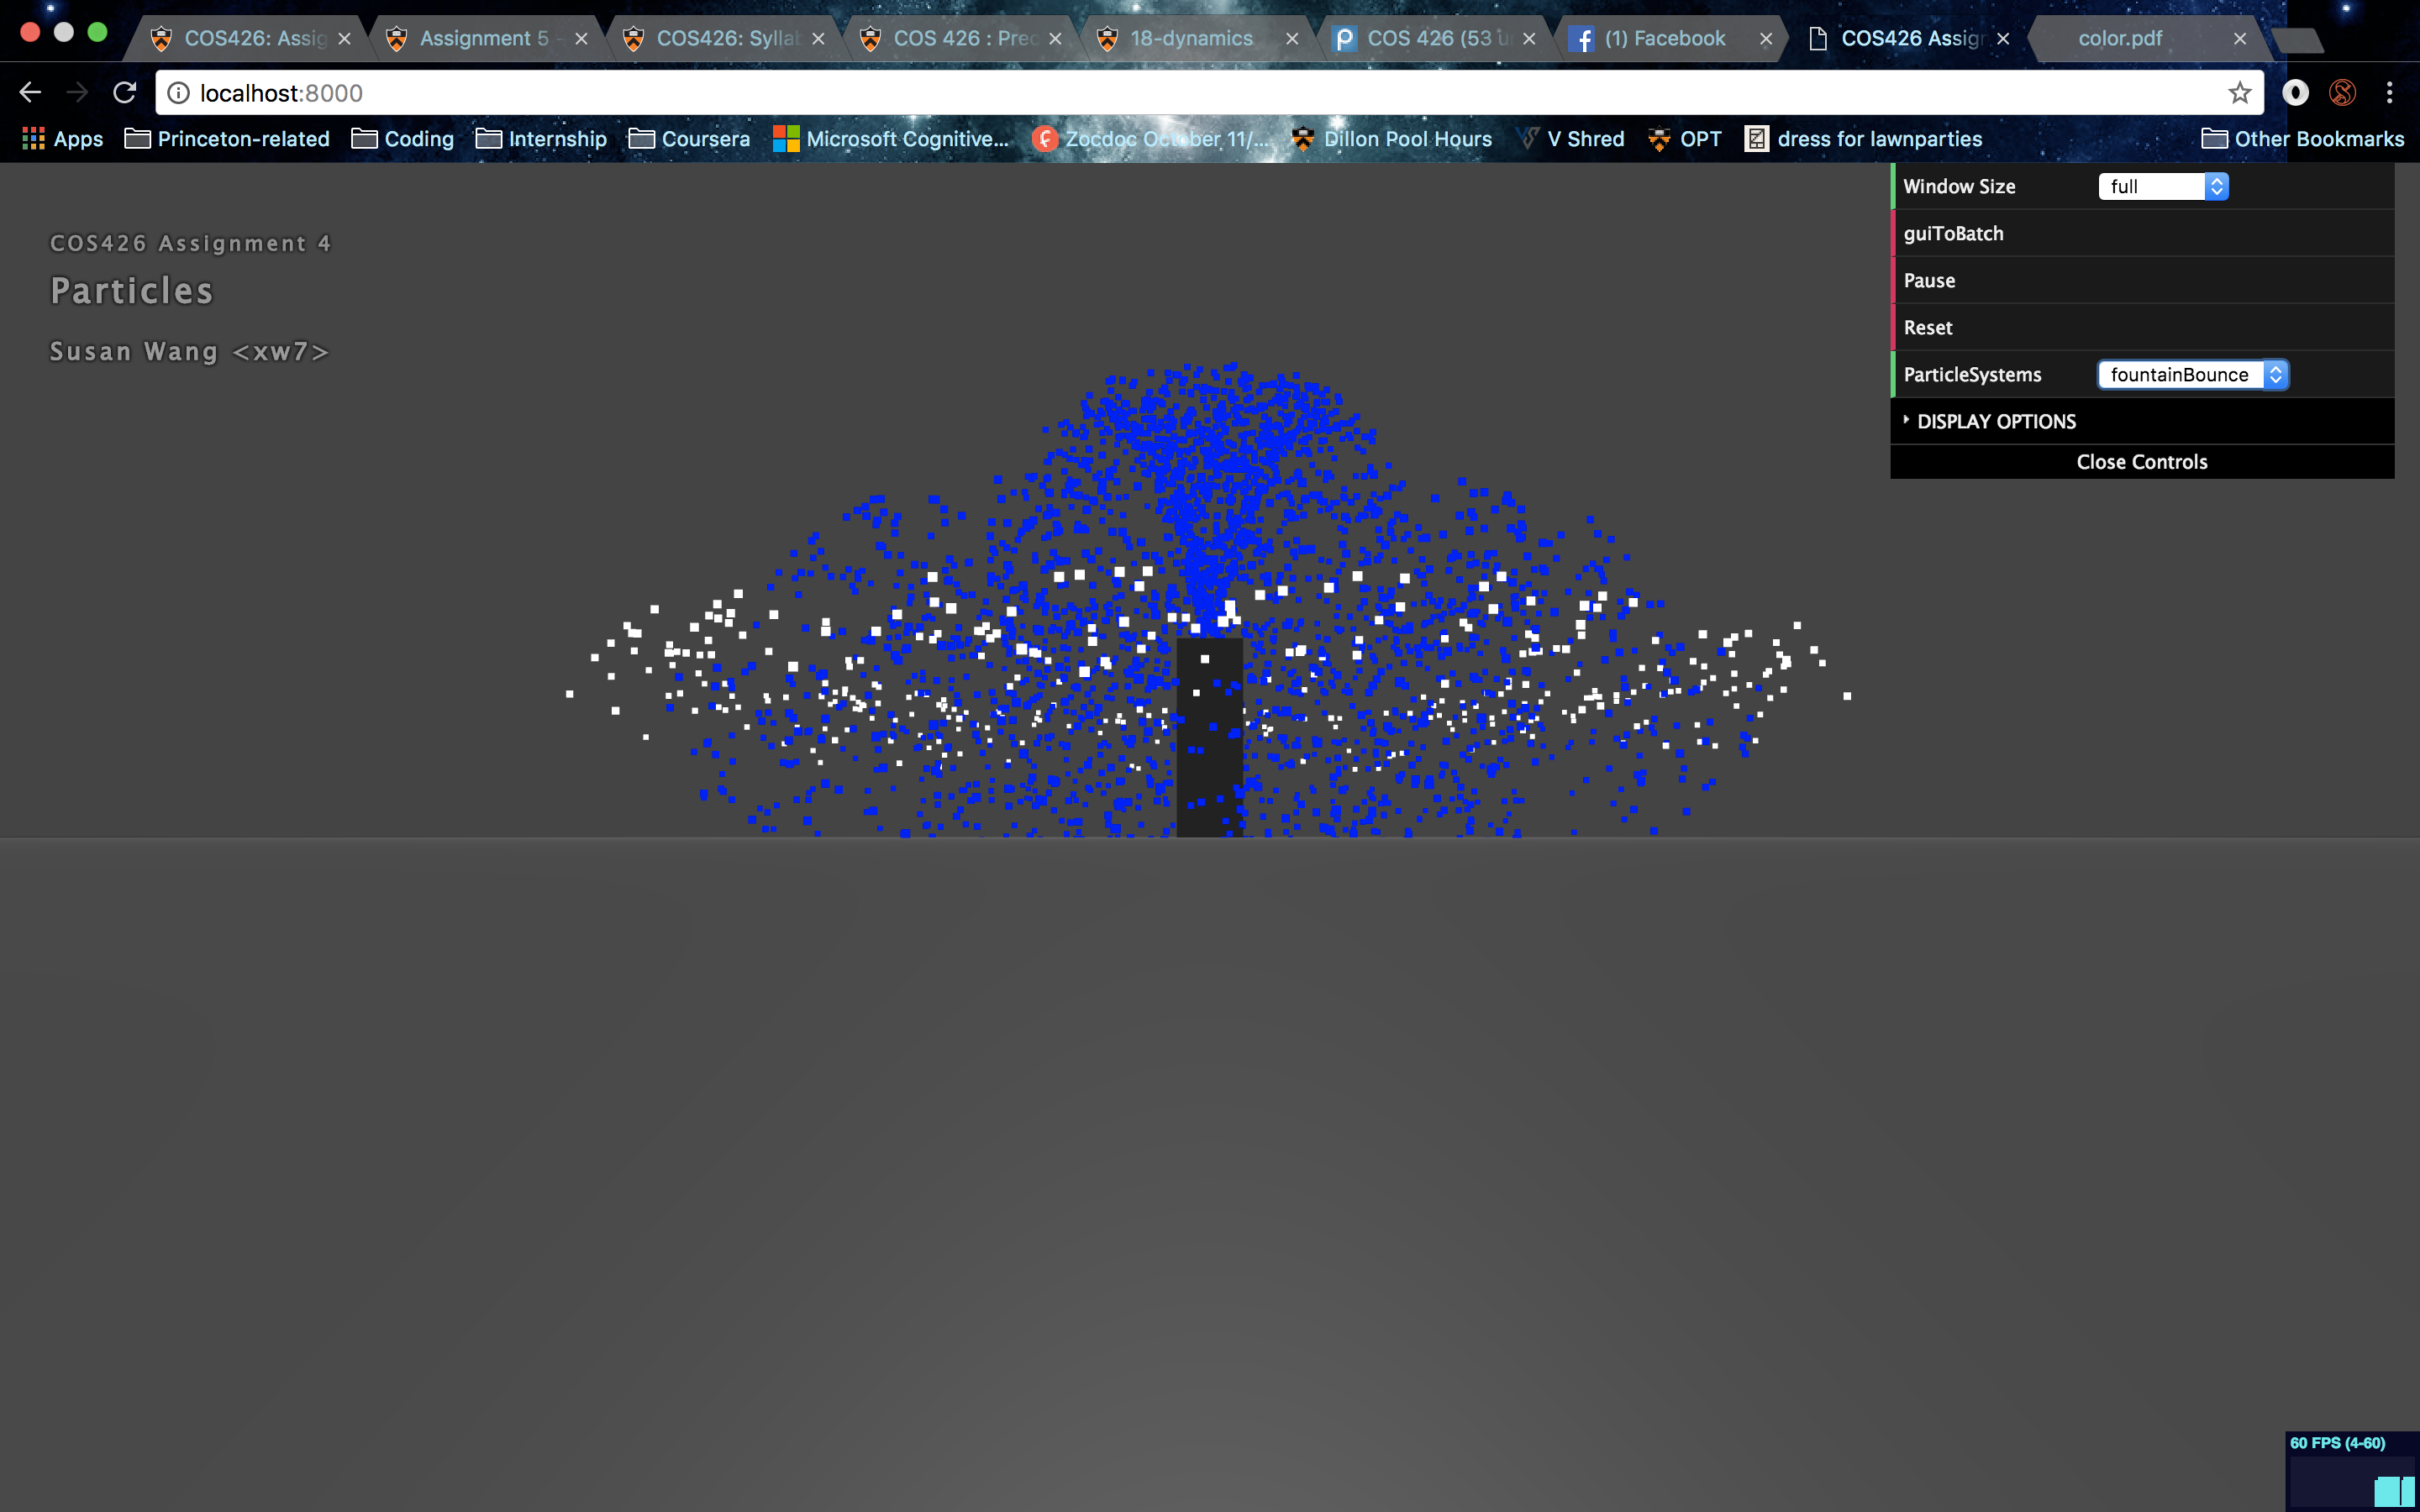 COS426: Assig Assignment 5 - COS426: Syllab COS 426 : Prec 18-dynamics COS 426 (53 u (1) Facebook COS426 Assign color.pdf
localhost:8000
Apps Princeton-related Coding Internship Coursera Microsoft Cognitive... Zocdoc October 11/... Dillon Pool Hours V Shred OPT dress for lawnparties Other Bookmarks
COS426 Assignment 4
Particles
Susan Wang <xw7>
Window Size full
guiToBatch
Pause
Reset
ParticleSystems fountainBounce
DISPLAY OPTIONS
Close Controls
60 FPS (4-60)